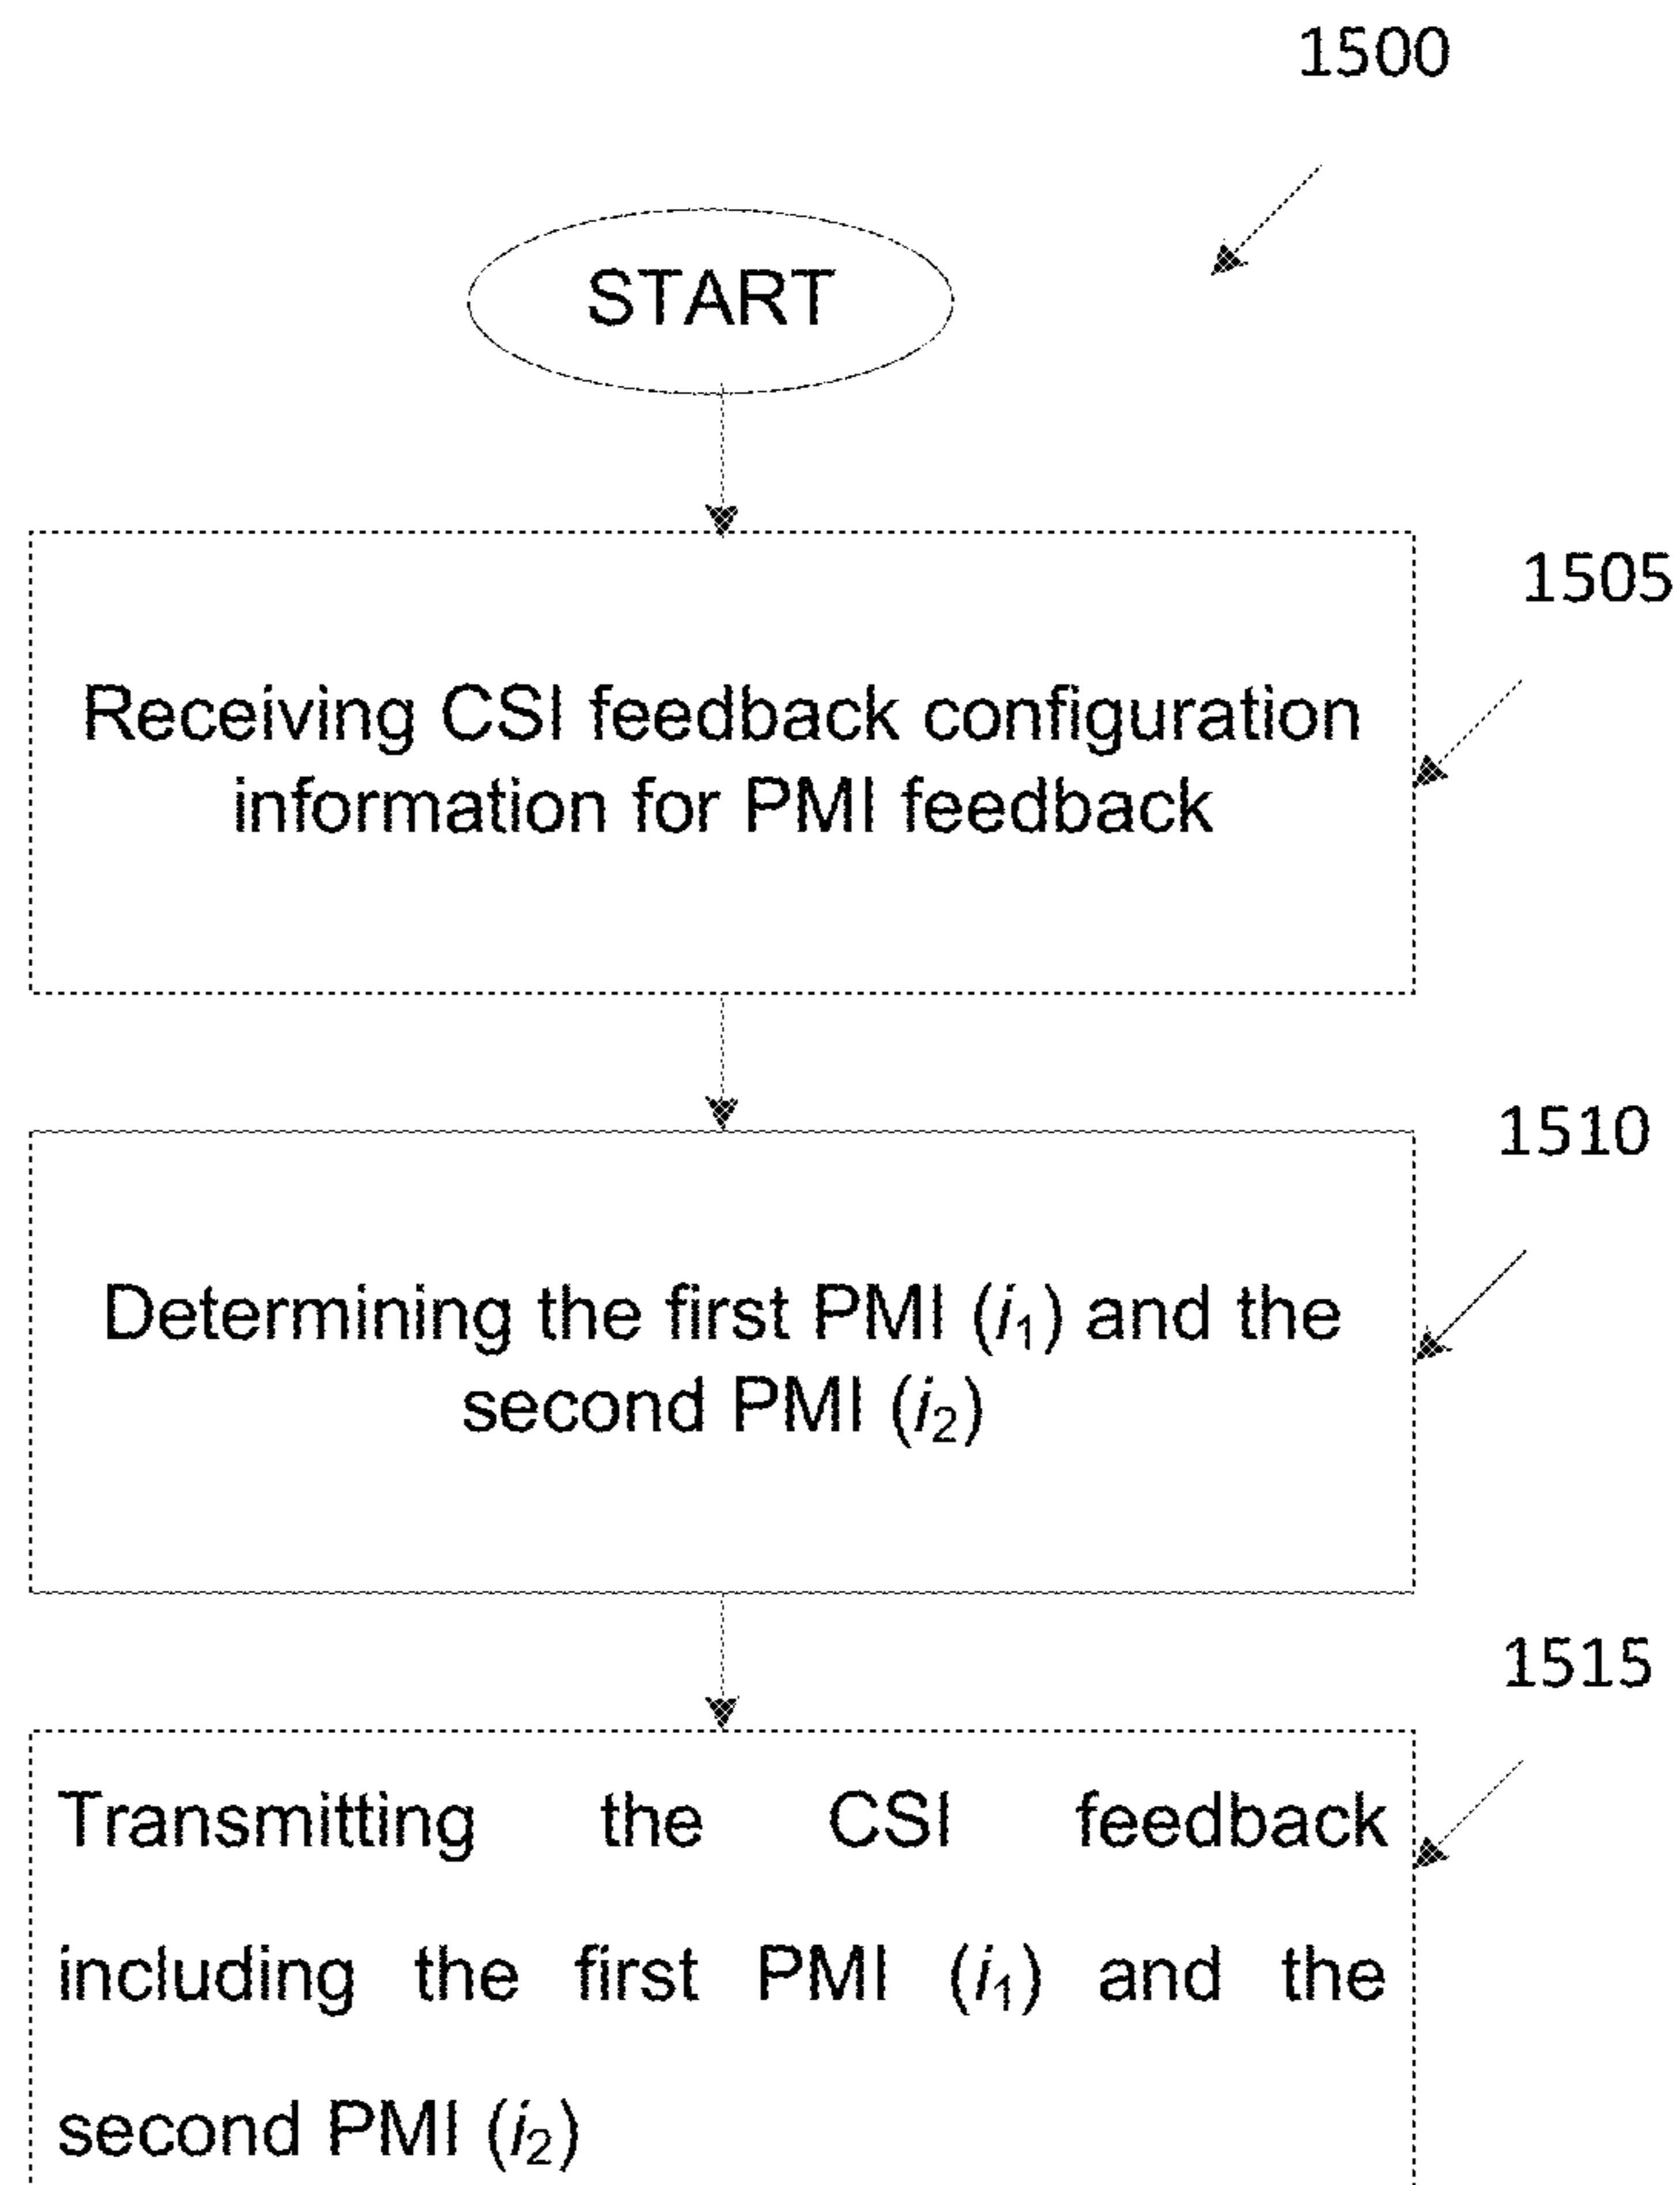 1500
START
1505
Receiving CSI feedback configuration
information for PMI feedback
1510
Determining the first PMI (i₁) and the
second PMI (i₂)
1515
Transmitting the CSI feedback
including the first PMI (i₁) and the
second PMI (i₂)